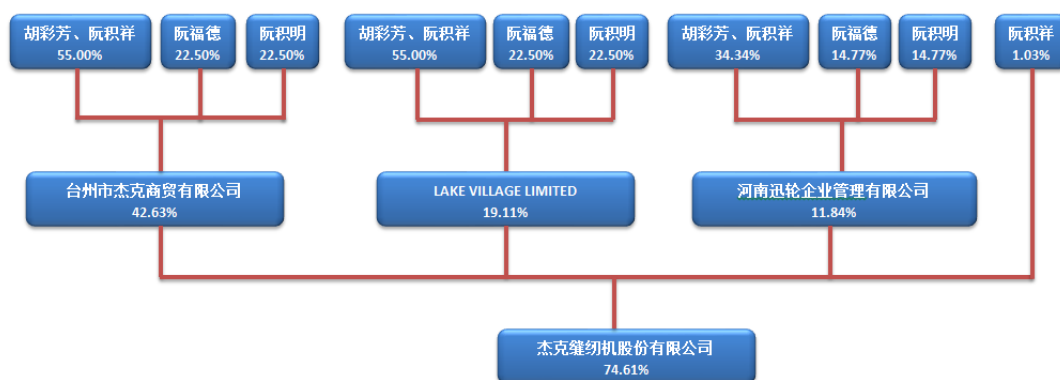 胡彩芳、阮积祥
55.00%
阮福德
22.50%
阮积明
22.50%
胡彩芳、阮积祥
55.00%
阮福德
22.50%
阮积明
22.50%
胡彩芳、阮积祥
34.34%
阮福德
14.77%
阮积明
14.77%
阮积祥
1.03%
台州市杰克商贸有限公司
42.63%
LAKE VILLAGE LIMITED
19.11%
河南迅轮企业管理有限公司
11.84%
杰克缝纫机股份有限公司
74.61%